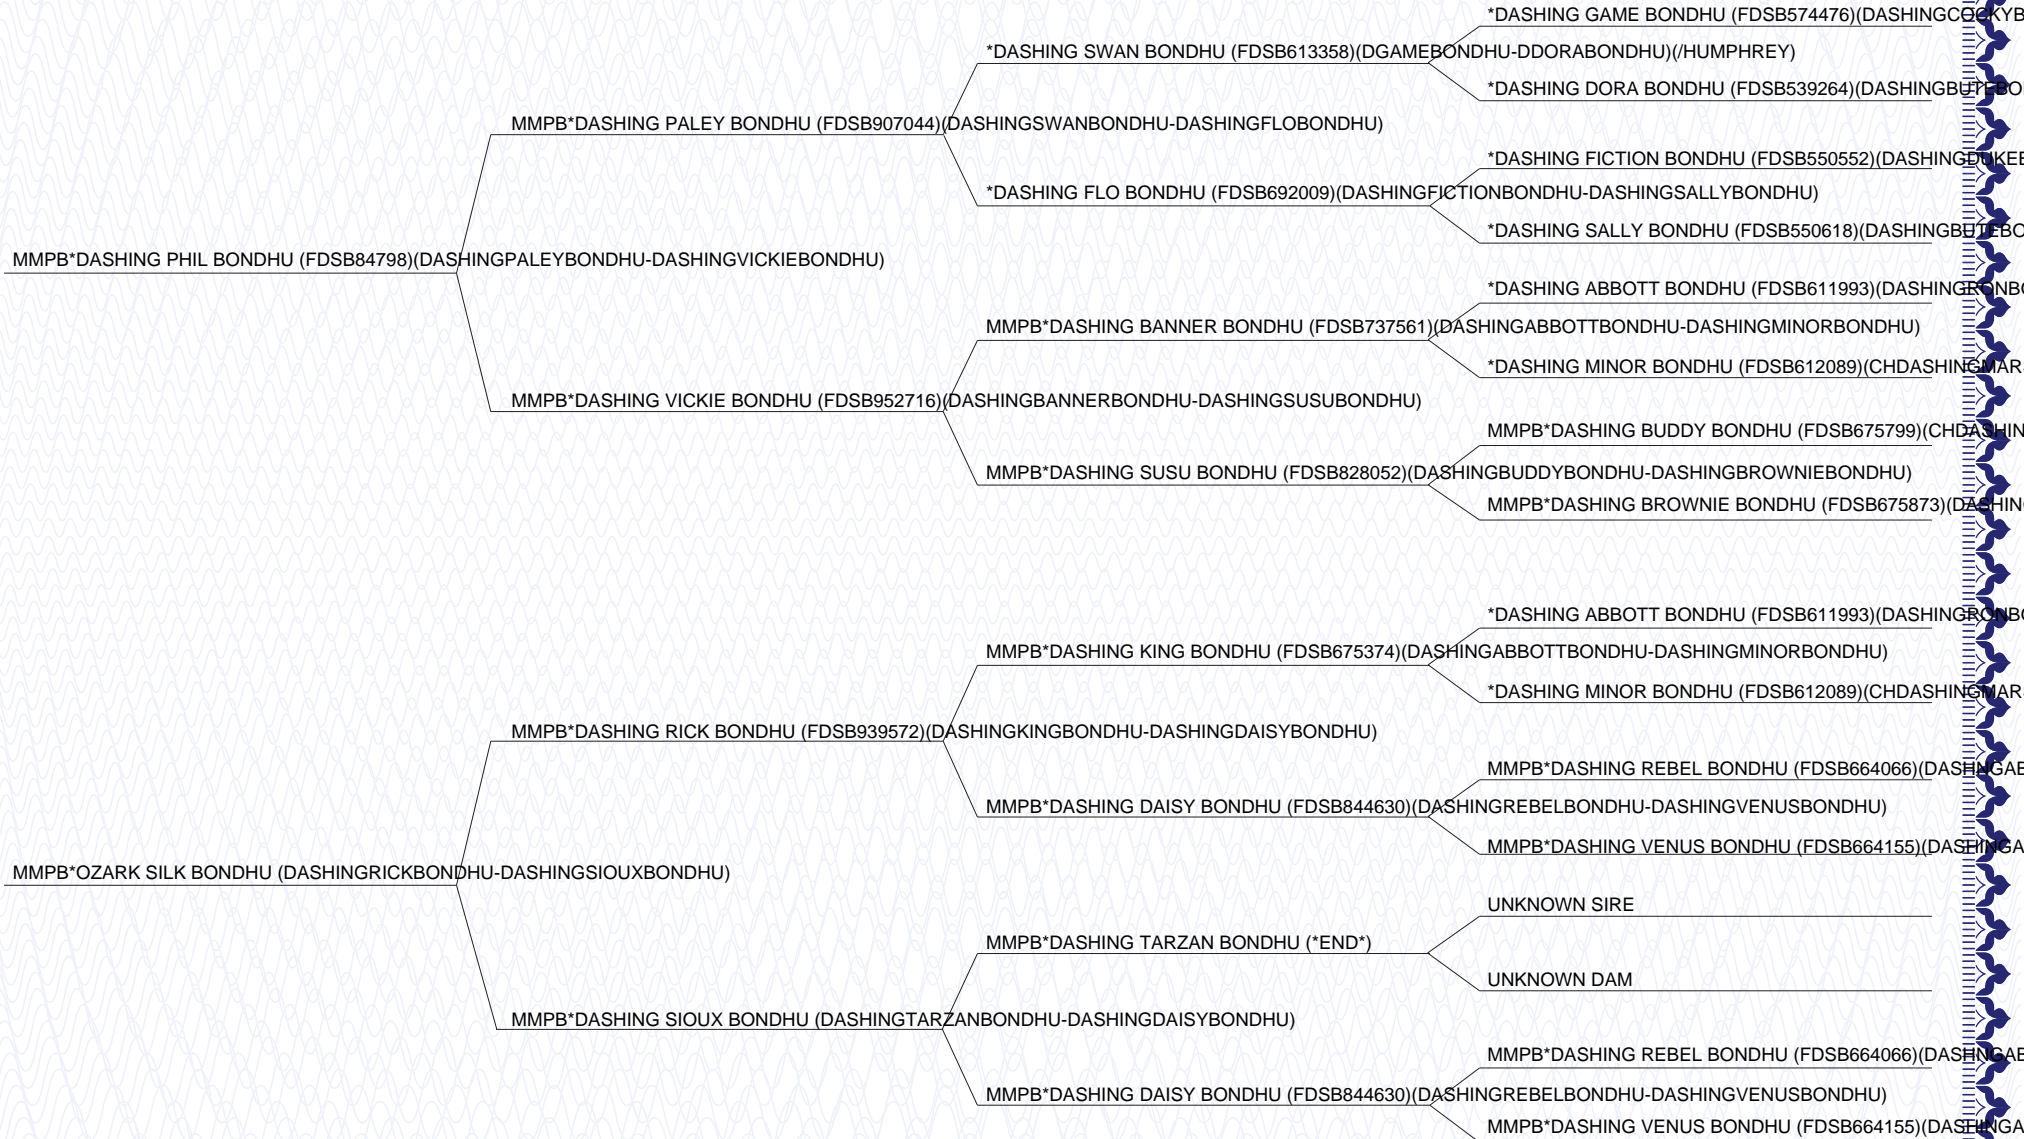 *DASHING GAME BONDHU (FDSB574476)(DASHINGCOCKYB
*DASHING SWAN BONDHU (FDSB613358)(DGAMEBONDHU-DDORABONDHU)(/HUMPHREY)
*DASHING DORA BONDHU (FDSB539264)(DASHINGBUTEBO
MMPB*DASHING PALEY BONDHU (FDSB907044)(DASHINGSWANBONDHU-DASHINGFLOBONDHU)
*DASHING FICTION BONDHU (FDSB550552)(DASHINGDUKEB
*DASHING FLO BONDHU (FDSB692009)(DASHINGFICTIONBONDHU-DASHINGSALLYBONDHU)
*DASHING SALLY BONDHU (FDSB550618)(DASHINGBUTEBO
MMPB*DASHING PHIL BONDHU (FDSB84798)(DASHINGPALEYBONDHU-DASHINGVICKIEBONDHU)
*DASHING ABBOTT BONDHU (FDSB611993)(DASHINGRONBO
MMPB*DASHING BANNER BONDHU (FDSB737561)(DASHINGABBOTTBONDHU-DASHINGMINORBONDHU)
*DASHING MINOR BONDHU (FDSB612089)(CHDASHINGMARS
MMPB*DASHING VICKIE BONDHU (FDSB952716)(DASHINGBANNERBONDHU-DASHINGSUSUBONDHU)
MMPB*DASHING BUDDY BONDHU (FDSB675799)(CHDASHIN
MMPB*DASHING SUSU BONDHU (FDSB828052)(DASHINGBUDDYBONDHU-DASHINGBROWNIEBONDHU)
MMPB*DASHING BROWNIE BONDHU (FDSB675873)(DASHING
*DASHING ABBOTT BONDHU (FDSB611993)(DASHINGRONBO
MMPB*DASHING KING BONDHU (FDSB675374)(DASHINGABBOTTBONDHU-DASHINGMINORBONDHU)
*DASHING MINOR BONDHU (FDSB612089)(CHDASHINGMARS
MMPB*DASHING RICK BONDHU (FDSB939572)(DASHINGKINGBONDHU-DASHINGDAISYBONDHU)
MMPB*DASHING REBEL BONDHU (FDSB664066)(DASHNGAB
MMPB*DASHING DAISY BONDHU (FDSB844630)(DASHINGREBELBONDHU-DASHINGVENUSBONDHU)
MMPB*DASHING VENUS BONDHU (FDSB664155)(DASHINGA
MMPB*OZARK SILK BONDHU (DASHINGRICKBONDHU-DASHINGSIOUXBONDHU)
UNKNOWN SIRE
MMPB*DASHING TARZAN BONDHU (*END*)
UNKNOWN DAM
MMPB*DASHING SIOUX BONDHU (DASHINGTARZANBONDHU-DASHINGDAISYBONDHU)
MMPB*DASHING REBEL BONDHU (FDSB664066)(DASHNGAB
MMPB*DASHING DAISY BONDHU (FDSB844630)(DASHINGREBELBONDHU-DASHINGVENUSBONDHU)
MMPB*DASHING VENUS BONDHU (FDSB664155)(DASHINGA